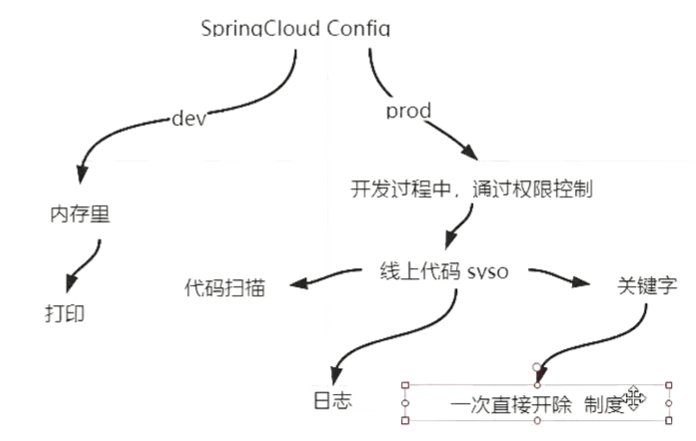 SpringCloud Config
dev
prod
开发过程中，通过权限控制
内存里
线上代码 svso
代码扫描
关键字
打印
日志
一次直接开除 制度